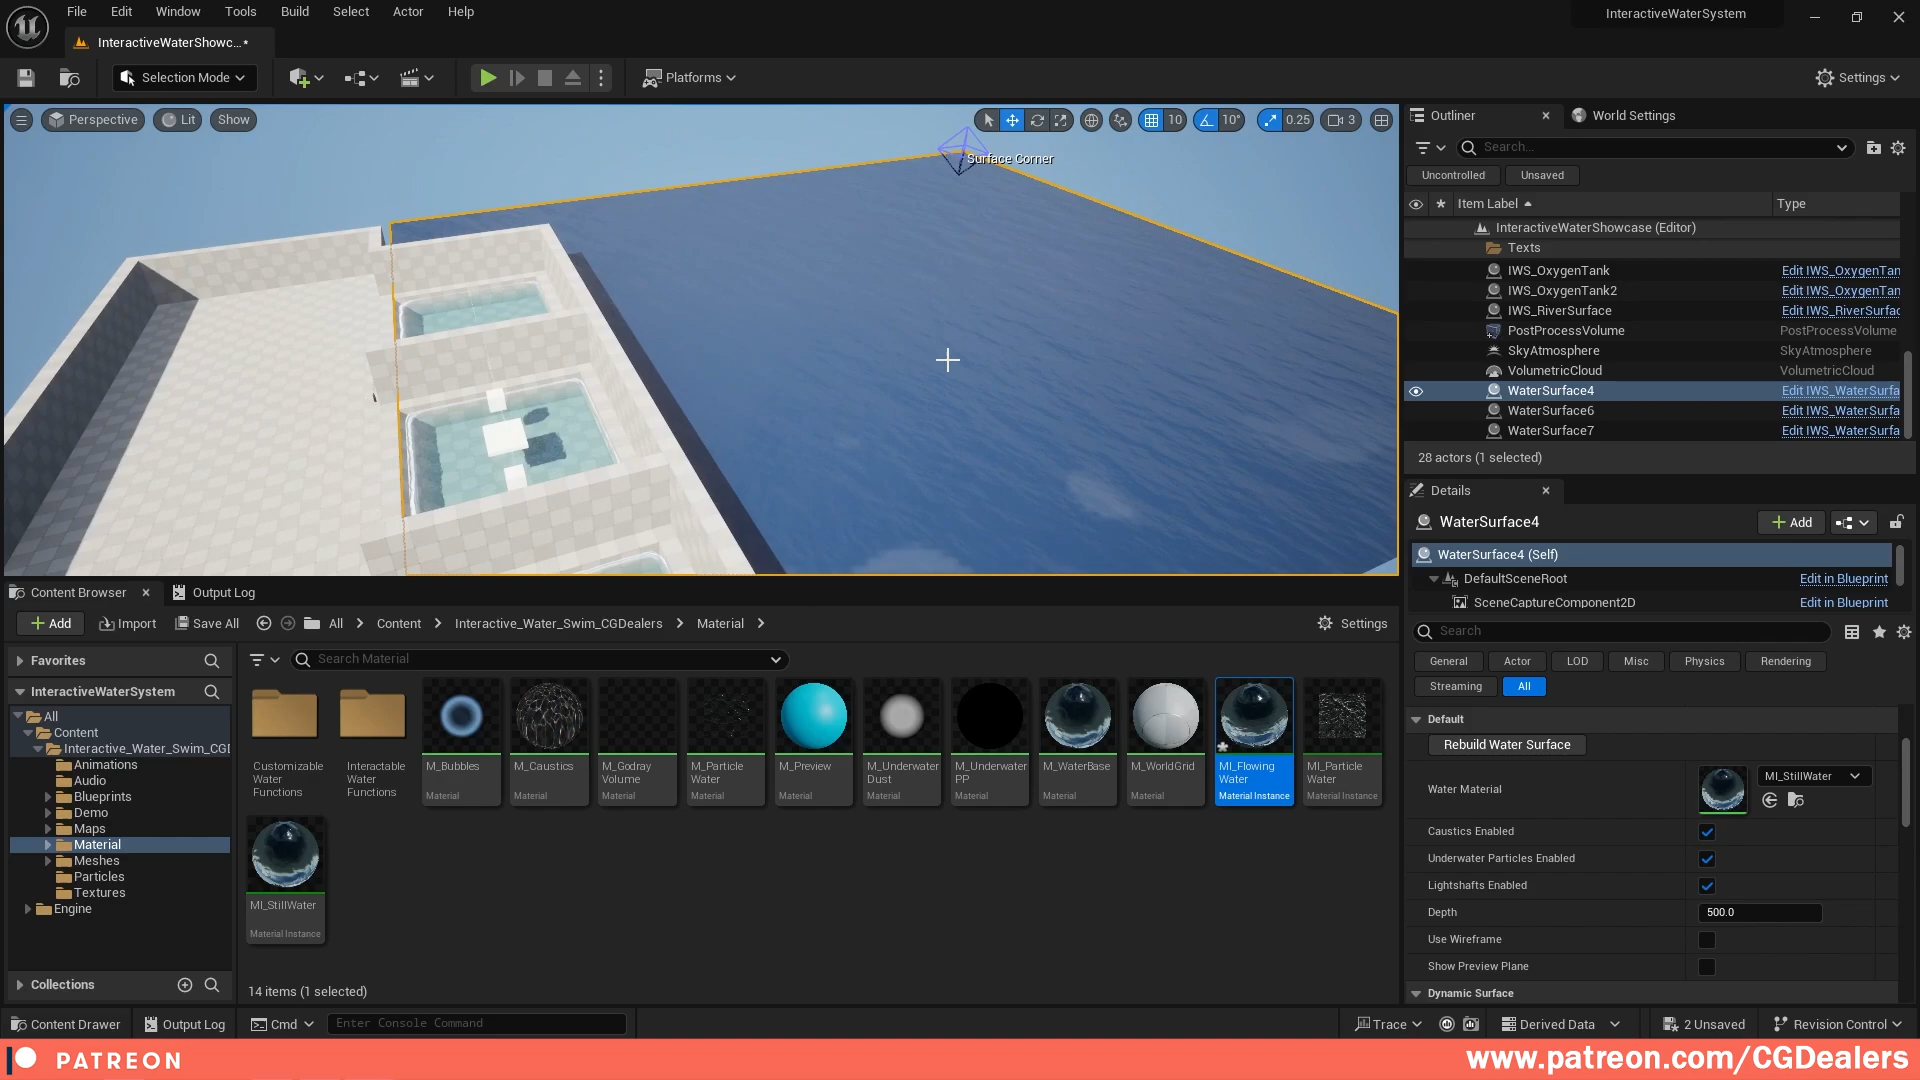 File Edit Window Tools Build Select Actor Help
InteractiveWaterSystem
InteractiveWaterShowc...•
Selection Mode
Platforms
Settings
Perspective Lit Show
10 10° 0.25 3
Surface Corner
Outliner
World Settings
Search...
Uncontrolled Unsaved
Item Label Type
InteractiveWaterShowcase (Editor)
Texts
IWS_OxygenTank Edit IWS_OxygenTan
IWS_OxygenTank2 Edit IWS_OxygenTan
IWS_RiverSurface Edit IWS_RiverSurfac
PostProcessVolume PostProcessVolume
SkyAtmosphere SkyAtmosphere
VolumetricCloud VolumetricCloud
WaterSurface4 Edit IWS_WaterSurfa
WaterSurface6 Edit IWS_WaterSurfa
WaterSurface7 Edit IWS_WaterSurfa
28 actors (1 selected)
Details
WaterSurface4
Add
WaterSurface4 (Self)
DefaultSceneRoot Edit in Blueprint
SceneCaptureComponent2D Edit in Blueprint
Search
General Actor LOD Misc Physics Rendering
Streaming All
Default
Rebuild Water Surface
Water Material MI_StillWater
Caustics Enabled
Underwater Particles Enabled
Lightshafts Enabled
Depth 500.0
Use Wireframe
Show Preview Plane
Dynamic Surface
Content Browser
Output Log
Add Import Save All All Content Interactive_Water_Swim_CGDealers Material Settings
Favorites
InteractiveWaterSystem
All
Content
Interactive_Water_Swim_CGI
Animations
Audio
Blueprints
Demo
Maps
Material
Meshes
Particles
Textures
Engine
Collections
Search Material
Customizable Water Functions
Interactable Water Functions
M_Bubbles Material
M_Caustics Material
M_Godray Volume Material
M_Particle Water Material
M_Preview Material
M_Underwater Dust Material
M_Underwater PP Material
M_WaterBase Material
M_WorldGrid Material
MI_Flowing Water Material Instance
MI_Particle Water Material Instance
MI_StillWater Material Instance
14 items (1 selected)
Content Drawer Output Log Cmd Enter Console Command Trace Derived Data 2 Unsaved Revision Control
PATREON
www.patreon.com/CGDealers